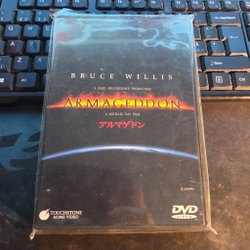 BRUCE WILLIS
A JERRY BRUCKHEIMER PRODUCTION
ARMAGEDDON
A MICHAEL BAY FILM
アルマゲドン
TOUCHSTONE
HOME VIDEO
DVD
VIDEO